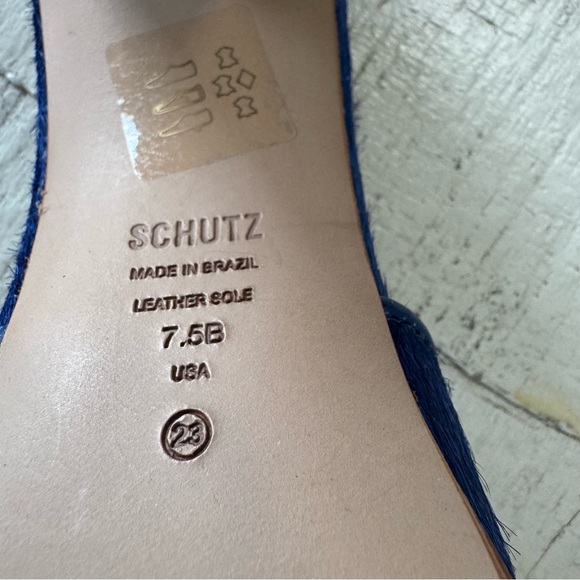 SCHUTZ
MADE IN BRAZIL
LEATHER SOLE
7.5B
USA
23